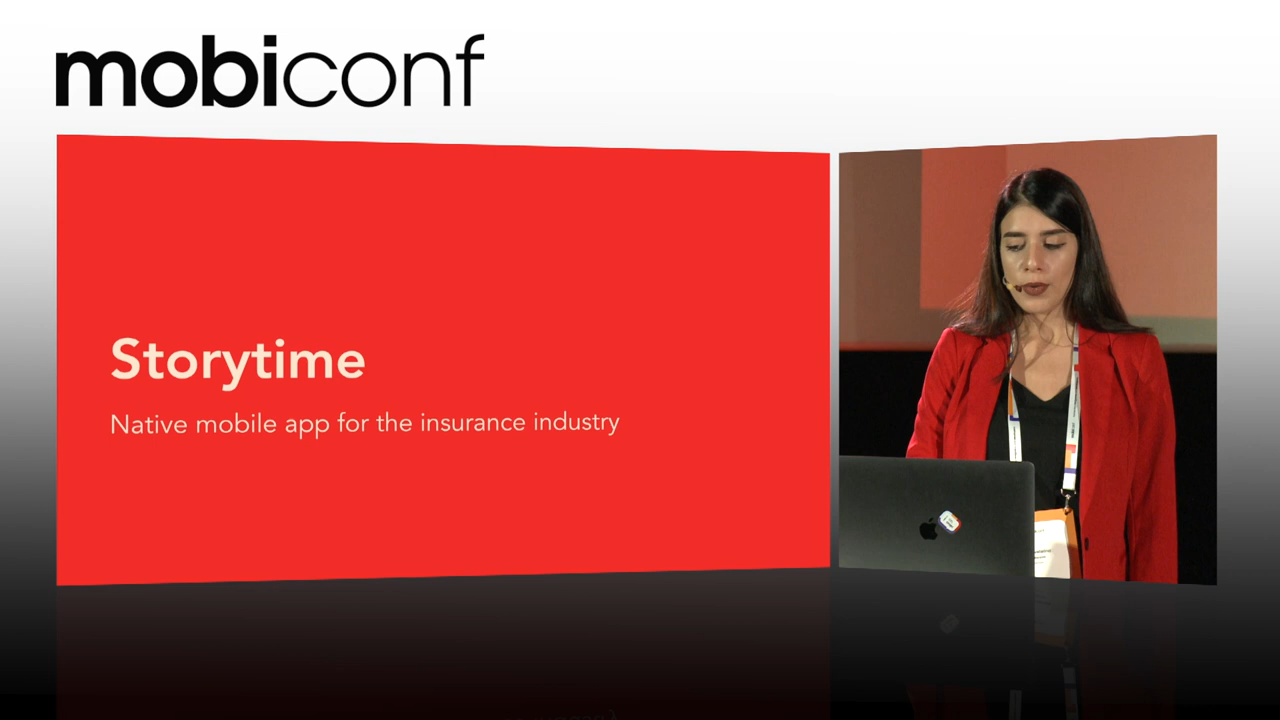 mobiconf
Storytime
Native mobile app for the insurance industry